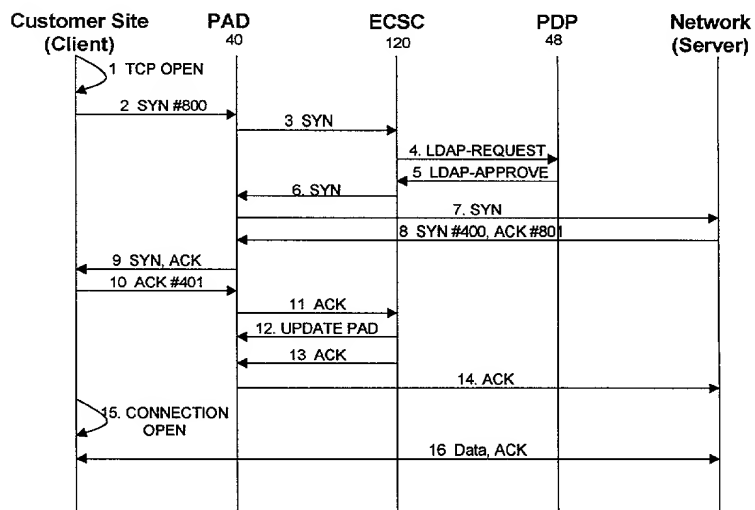 Customer Site PAD ECSC PDP Network
(Client) 40 120 48 (Server)
1 TCP OPEN
2 SYN #800
3 SYN
4. LDAP-REQUEST
5 LDAP-APPROVE
6. SYN
7. SYN
8 SYN #400, ACK #801
9 SYN, ACK
10 ACK #401
11 ACK
12. UPDATE PAD
13 ACK
14. ACK
15. CONNECTION
OPEN
16 Data, ACK